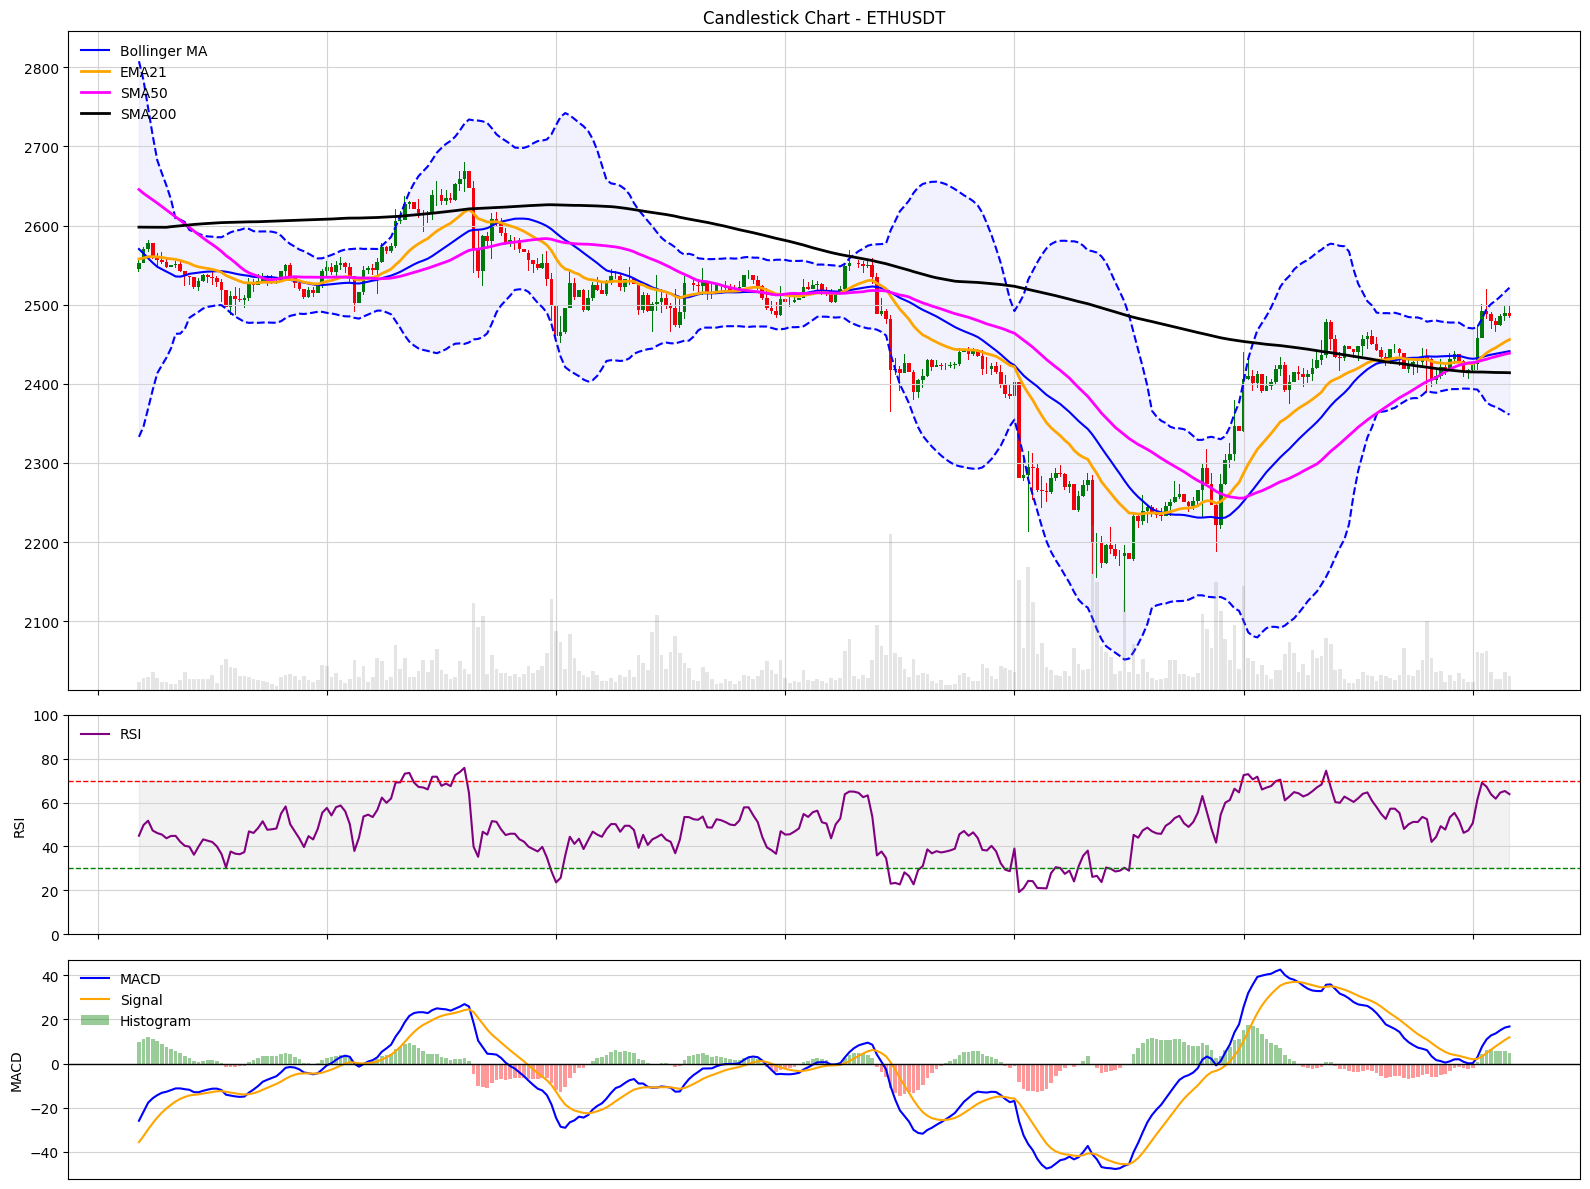 Candlestick Chart - ETHUSDT
Bollinger MA
EMA21
SMA50
SMA200
2800
2700
2600
2500
2400
2300
2200
2100
RSI
100
80
60
40
20
0
RSI
MACD
Signal
Histogram
40
20
0
−20
−40
MACD